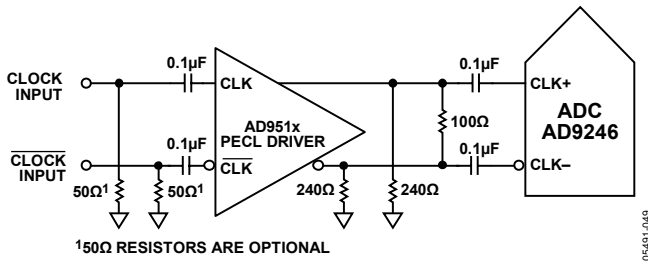 CLOCK
INPUT
0.1µF
CLK
AD951x
PECL DRIVER
0.1µF
CLK+
ADC
AD9246
100Ω
CLOCK
INPUT
0.1µF
CLK
0.1µF
CLK–
50Ω¹
50Ω¹
240Ω
240Ω
¹50Ω RESISTORS ARE OPTIONAL
05491-049